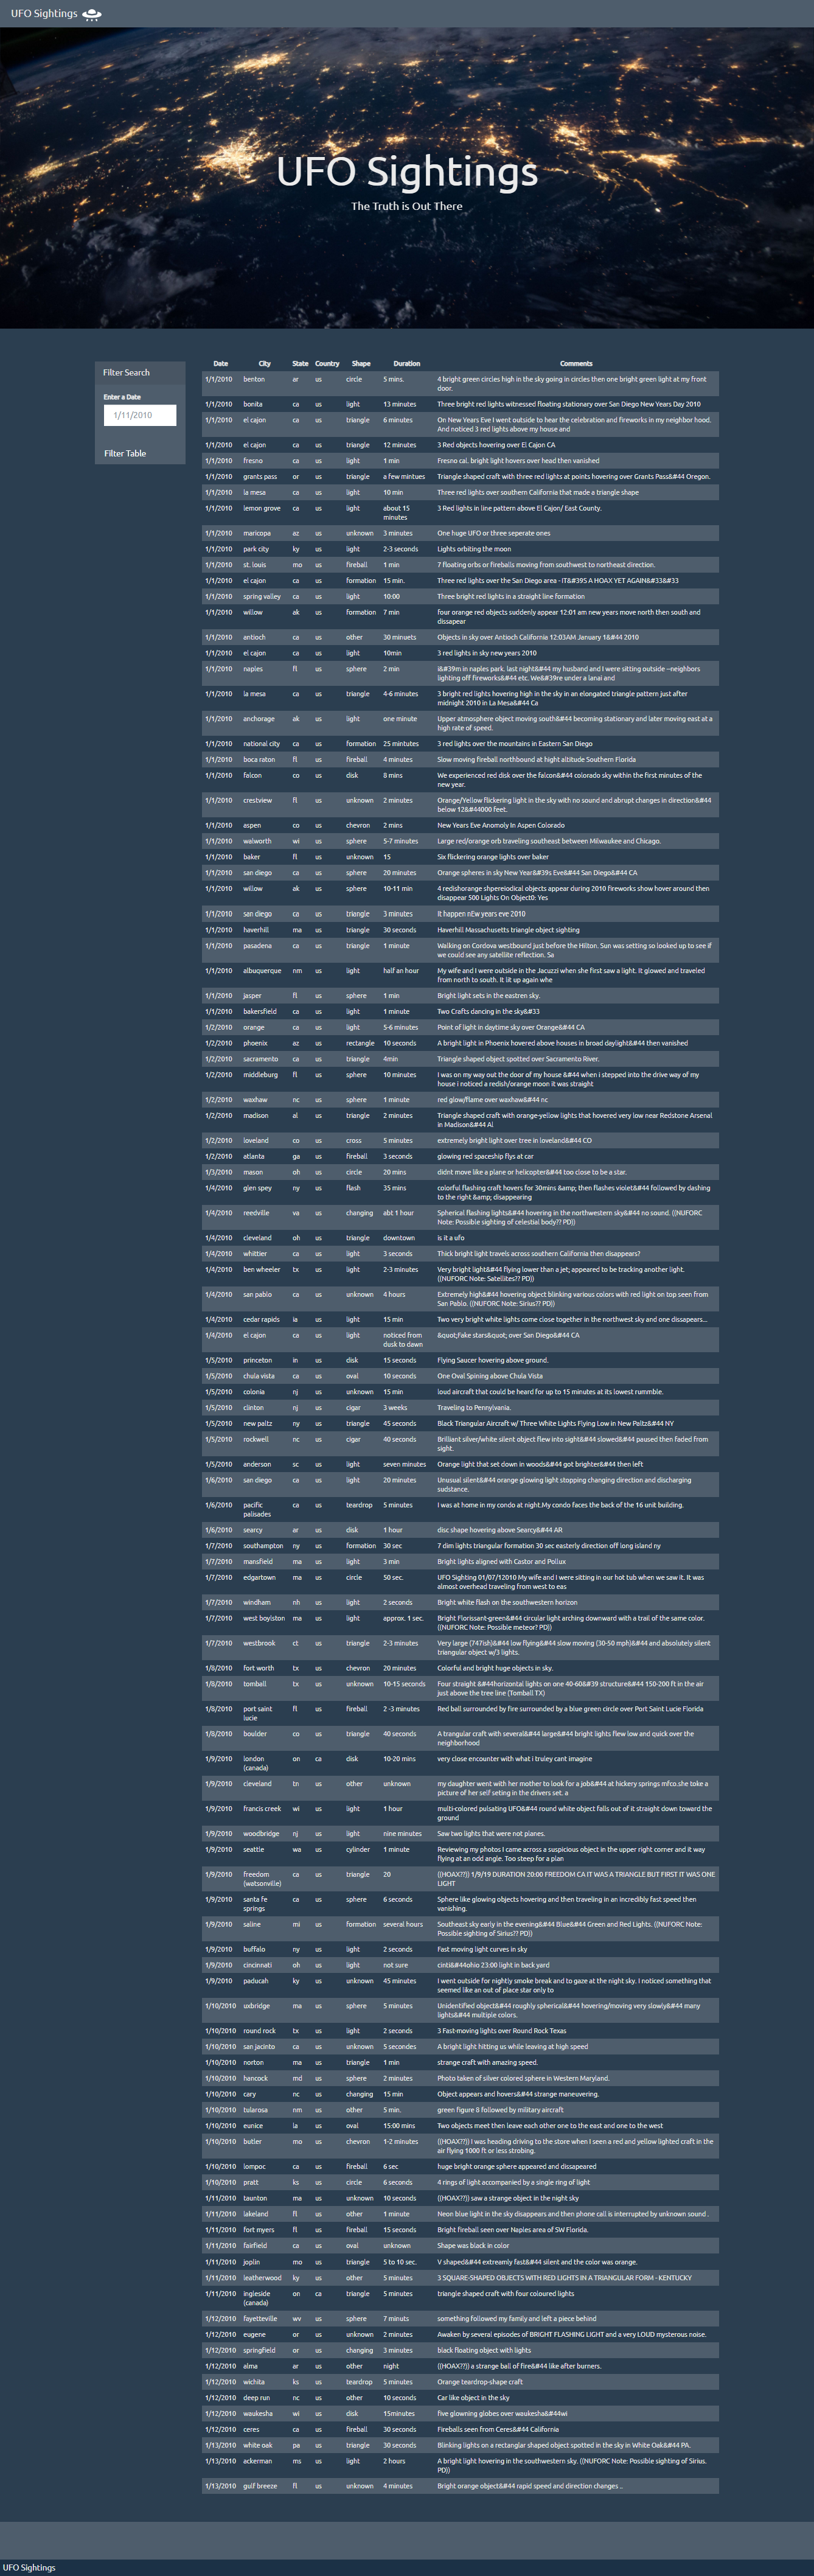 UFO Sightings
UFO Sightings
The Truth is Out There
Filter Search
Enter a Date
1/11/2010
Filter Table
Date City State Country Shape Duration Comments
1/1/2010 benton ar us circle 5 mins. 4 bright green circles high in the sky going in circles then one bright green light at my front
door.
1/1/2010 bonita ca us light 13 minutes Three bright red lights witnessed floating stationary over San Diego New Years Day 2010
1/1/2010 el cajon ca us triangle 6 minutes On New Years Eve I went outside to hear the celebration and fireworks in my neighbor hood.
And noticed 3 red lights above my house and
1/1/2010 el cajon ca us triangle 12 minutes 3 Red objects hovering over El Cajon CA
1/1/2010 fresno ca us light 1 min Fresno cal. bright light hovers over head then vanished
1/1/2010 grants pass or us triangle a few mintues Triangle shaped craft with three red lights at points hovering over Grants Pass&#44 Oregon.
1/1/2010 la mesa ca us light 10 min Three red lights over southern California that made a triangle shape
1/1/2010 lemon grove ca us light about 15 3 Red lights in line pattern above El Cajon/ East County.
minutes
1/1/2010 maricopa az us unknown 3 minutes One huge UFO or three seperate ones
1/1/2010 park city ky us light 2-3 seconds Lights orbiting the moon
1/1/2010 st. louis mo us fireball 1 min 7 floating orbs or fireballs moving from southwest to northeast direction.
1/1/2010 el cajon ca us formation 15 min. Three red lights over the San Diego area - IT&#39S A HOAX YET AGAIN&#33&#33
1/1/2010 spring valley ca us light 10:00 Three bright red lights in a straight line formation
1/1/2010 willow ak us formation 7 min four orange red objects suddenly appear 12:01 am new years move north then south and
dissapear
1/1/2010 antioch ca us other 30 minuets Objects in sky over Antioch California 12:03AM January 1&#44 2010
1/1/2010 el cajon ca us light 10min 3 red lights in sky new years 2010
1/1/2010 naples fl us sphere 2 min i&#39m in naples park. last night&#44 my husband and I were sitting outside --neighbors
lighting off fireworks&#44 etc. We&#39re under a lanai and
1/1/2010 la mesa ca us triangle 4-6 minutes 3 bright red lights hovering high in the sky in an elongated triangle pattern just after
midnight 2010 in La Mesa&#44 Ca
1/1/2010 anchorage ak us light one minute Upper atmosphere object moving south&#44 becoming stationary and later moving east at a
high rate of speed.
1/1/2010 national city ca us formation 25 mintutes 3 red lights over the mountains in Eastern San Diego
1/1/2010 boca raton fl us fireball 4 minutes Slow moving fireball northbound at hight altitude Southern Florida
1/1/2010 falcon co us disk 8 mins We experienced red disk over the falcon&#44 colorado sky within the first minutes of the
new year.
1/1/2010 crestview fl us unknown 2 minutes Orange/Yellow flickering light in the sky with no sound and abrupt changes in direction&#44
below 12&#44000 feet.
1/1/2010 aspen co us chevron 2 mins New Years Eve Anomoly In Aspen Colorado
1/1/2010 walworth wi us sphere 5-7 minutes Large red/orange orb traveling southeast between Milwaukee and Chicago.
1/1/2010 baker fl us unknown 15 Six flickering orange lights over baker
1/1/2010 san diego ca us sphere 20 minutes Orange spheres in sky New Year&#39s Eve&#44 San Diego&#44 CA
1/1/2010 willow ak us sphere 10-11 min 4 redishorange shpereiodical objects appear during 2010 fireworks show hover around then
disappear 500 Lights On Object0: Yes
1/1/2010 san diego ca us triangle 3 minutes It happen nEw years eve 2010
1/1/2010 haverhill ma us triangle 30 seconds Haverhill Massachusetts triangle object sighting
1/1/2010 pasadena ca us triangle 1 minute Walking on Cordova westbound just before the Hilton. Sun was setting so looked up to see if
we could see any satellite reflection. Sa
1/1/2010 albuquerque nm us light half an hour My wife and I were outside in the Jacuzzi when she first saw a light. It glowed and traveled
from north to south. It lit up again whe
1/1/2010 jasper fl us sphere 1 min Bright light sets in the eastren sky.
1/1/2010 bakersfield ca us light 1 minute Two Crafts dancing in the sky&#33
1/2/2010 orange ca us light 5-6 minutes Point of light in daytime sky over Orange&#44 CA
1/2/2010 phoenix az us rectangle 10 seconds A bright light in Phoenix hovered above houses in broad daylight&#44 then vanished
1/2/2010 sacramento ca us triangle 4min Triangle shaped object spotted over Sacramento River.
1/2/2010 middleburg fl us sphere 10 minutes I was on my way out the door of my house &#44 when i stepped into the drive way of my
house i noticed a redish/orange moon it was straight
1/2/2010 waxhaw nc us sphere 1 minute red glow/flame over waxhaw&#44 nc
1/2/2010 madison al us triangle 2 minutes Triangle shaped craft with orange-yellow lights that hovered very low near Redstone Arsenal
in Madison&#44 Al
1/2/2010 loveland co us cross 5 minutes extremely bright light over tree in loveland&#44 CO
1/2/2010 atlanta ga us fireball 3 seconds glowing red spaceship flys at car
1/3/2010 mason oh us circle 20 mins didnt move like a plane or helicopter&#44 too close to be a star.
1/4/2010 glen spey ny us flash 35 mins colorful flashing craft hovers for 30mins &amp; then flashes violet&#44 followed by dashing
to the right &amp; disappearing
1/4/2010 reedville va us changing abt 1 hour Spherical flashing lights&#44 hovering in the northwestern sky&#44 no sound. ((NUFORC
Note: Possible sighting of celestial body?? PD))
1/4/2010 cleveland oh us triangle downtown is it a ufo
1/4/2010 whittier ca us light 3 seconds Thick bright light travels across southern California then disappears?
1/4/2010 ben wheeler tx us light 2-3 minutes Very bright light&#44 flying lower than a jet; appeared to be tracking another light.
((NUFORC Note: Satellites?? PD))
1/4/2010 san pablo ca us unknown 4 hours Extremely high&#44 hovering object blinking various colors with red light on top seen from
San Pablo. ((NUFORC Note: Sirius?? PD))
1/4/2010 cedar rapids ia us light 15 min Two very bright white lights come close together in the northwest sky and one dissapears...
1/4/2010 el cajon ca us light noticed from &quot;Fake stars&quot; over San Diego&#44 CA
dusk to dawn
1/5/2010 princeton in us disk 15 seconds Flying Saucer hovering above ground.
1/5/2010 chula vista ca us oval 10 seconds One Oval Spining above Chula Vista
1/5/2010 colonia nj us unknown 15 min loud aircraft that could be heard for up to 15 minutes at its lowest rummble.
1/5/2010 clinton nj us cigar 3 weeks Traveling to Pennylvania.
1/5/2010 new paltz ny us triangle 45 seconds Black Triangular Aircraft w/ Three White Lights Flying Low in New Paltz&#44 NY
1/5/2010 rockwell nc us cigar 40 seconds Brilliant silver/white silent object flew into sight&#44 slowed&#44 paused then faded from
sight.
1/5/2010 anderson sc us light seven minutes Orange light that set down in woods&#44 got brighter&#44 then left
1/6/2010 san diego ca us light 20 minutes Unusual silent&#44 orange glowing light stopping changing direction and discharging
sudstance.
1/6/2010 pacific ca us teardrop 5 minutes I was at home in my condo at night.My condo faces the back of the 16 unit building.
palisades
1/6/2010 searcy ar us disk 1 hour disc shape hovering above Searcy&#44 AR
1/7/2010 southampton ny us formation 30 sec 7 dim lights triangular formation 30 sec easterly direction off long island ny
1/7/2010 mansfield ma us light 3 min Bright lights aligned with Castor and Pollux
1/7/2010 edgartown ma us circle 50 sec. UFO Sighting 01/07/12010 My wife and I were sitting in our hot tub when we saw it. It was
almost overhead traveling from west to eas
1/7/2010 windham nh us light 2 seconds Bright white flash on the southwestern horizon
1/7/2010 west boylston ma us light approx. 1 sec. Bright Florissant-green&#44 circular light arching downward with a trail of the same color.
((NUFORC Note: Possible meteor? PD))
1/7/2010 westbrook ct us triangle 2-3 minutes Very large (747ish)&#44 low flying&#44 slow moving (30-50 mph)&#44 and absolutely silent
triangular object w/3 lights.
1/8/2010 fort worth tx us chevron 20 minutes Colorful and bright huge objects in sky.
1/8/2010 tomball tx us unknown 10-15 seconds Four straight &#44horizontal lights on one 40-60&#39 structure&#44 150-200 ft in the air
just above the tree line (Tomball TX)
1/8/2010 port saint fl us fireball 2 -3 minutes Red ball surrounded by fire surrounded by a blue green circle over Port Saint Lucie Florida
lucie
1/8/2010 boulder co us triangle 40 seconds A trangular craft with several&#44 large&#44 bright lights flew low and quick over the
neighborhood
1/9/2010 london on ca disk 10-20 mins very close encounter with what i truley cant imagine
(canada)
1/9/2010 cleveland tn us other unknown my daughter went with her mother to look for a job&#44 at hickery springs mfco.she toke a
picture of her self seting in the drivers set. a
1/9/2010 francis creek wi us light 1 hour multi-colored pulsating UFO&#44 round white object falls out of it straight down toward the
ground
1/9/2010 woodbridge nj us light nine minutes Saw two lights that were not planes.
1/9/2010 seattle wa us cylinder 1 minute Reviewing my photos I came across a suspicious object in the upper right corner and it way
flying at an odd angle. Too steep for a plan
1/9/2010 freedom ca us triangle 20 ((HOAX??)) 1/9/19 DURATION 20:00 FREEDOM CA IT WAS A TRIANGLE BUT FIRST IT WAS ONE
(watsonville) LIGHT
1/9/2010 santa fe ca us sphere 6 seconds Sphere like glowing objects hovering and then traveling in an incredibly fast speed then
springs vanishing.
1/9/2010 saline mi us formation several hours Southeast sky early in the evening&#44 Blue&#44 Green and Red Lights. ((NUFORC Note:
Possible sighting of Sirius?? PD))
1/9/2010 buffalo ny us light 2 seconds Fast moving light curves in sky
1/9/2010 cincinnati oh us light not sure cinti&#44ohio 23:00 light in back yard
1/9/2010 paducah ky us unknown 45 minutes I went outside for nightly smoke break and to gaze at the night sky. I noticed something that
seemed like an out of place star only to
1/10/2010 uxbridge ma us sphere 5 minutes Unidentified object&#44 roughly spherical&#44 hovering/moving very slowly&#44 many
lights&#44 multiple colors.
1/10/2010 round rock tx us light 2 seconds 3 Fast-moving lights over Round Rock Texas
1/10/2010 san jacinto ca us unknown 5 secondes A bright light hitting us while leaving at high speed
1/10/2010 norton ma us triangle 1 min strange craft with amazing speed.
1/10/2010 hancock md us sphere 2 minutes Photo taken of silver colored sphere in Western Maryland.
1/10/2010 cary nc us changing 15 min Object appears and hovers&#44 strange maneuvering.
1/10/2010 tularosa nm us other 5 min. green figure 8 followed by military aircraft
1/10/2010 eunice la us oval 15:00 mins Two objects meet then leave each other one to the east and one to the west
1/10/2010 butler mo us chevron 1-2 minutes ((HOAX??)) I was heading driving to the store when I seen a red and yellow lighted craft in the
air flying 1000 ft or less strobing.
1/10/2010 lompoc ca us fireball 6 sec huge bright orange sphere appeared and dissapeared
1/10/2010 pratt ks us circle 6 seconds 4 rings of light accompanied by a single ring of light
1/11/2010 taunton ma us unknown 10 seconds ((HOAX??)) saw a strange object in the night sky
1/11/2010 lakeland fl us other 1 minute Neon blue light in the sky disappears and then phone call is interrupted by unknown sound .
1/11/2010 fort myers fl us fireball 15 seconds Bright fireball seen over Naples area of SW Florida.
1/11/2010 fairfield ca us oval unknown Shape was black in color
1/11/2010 joplin mo us triangle 5 to 10 sec. V shaped&#44 extreamly fast&#44 silent and the color was orange.
1/11/2010 leatherwood ky us other 5 minutes 3 SQUARE-SHAPED OBJECTS WITH RED LIGHTS IN A TRIANGULAR FORM - KENTUCKY
1/11/2010 ingleside on ca triangle 5 minutes triangle shaped craft with four coloured lights
(canada)
1/12/2010 fayetteville wv us sphere 7 minuts something followed my family and left a piece behind
1/12/2010 eugene or us unknown 2 minutes Awaken by several episodes of BRIGHT FLASHING LIGHT and a very LOUD mysterous noise.
1/12/2010 springfield or us changing 3 minutes black floating object with lights
1/12/2010 alma ar us other night ((HOAX??)) a strange ball of fire&#44 like after burners.
1/12/2010 wichita ks us teardrop 5 minutes Orange teardrop-shape craft
1/12/2010 deep run nc us other 10 seconds Car like object in the sky
1/12/2010 waukesha wi us disk 15minutes five glowning globes over waukesha&#44wi
1/12/2010 ceres ca us fireball 30 seconds Fireballs seen from Ceres&#44 California
1/13/2010 white oak pa us triangle 30 seconds Blinking lights on a rectanglar shaped object spotted in the sky in White Oak&#44 PA.
1/13/2010 ackerman ms us light 2 hours A bright light hovering in the southwestern sky. ((NUFORC Note: Possible sighting of Sirius.
PD))
1/13/2010 gulf breeze fl us unknown 4 minutes Bright orange object&#44 rapid speed and direction changes ..
UFO Sightings